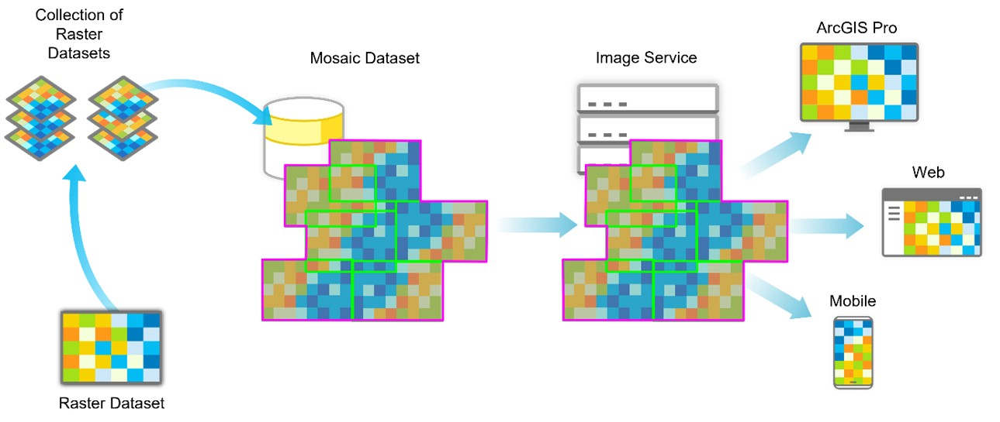 Collection of
Raster
Datasets
Mosaic Dataset
Image Service
ArcGIS Pro
Web
Mobile
Raster Dataset